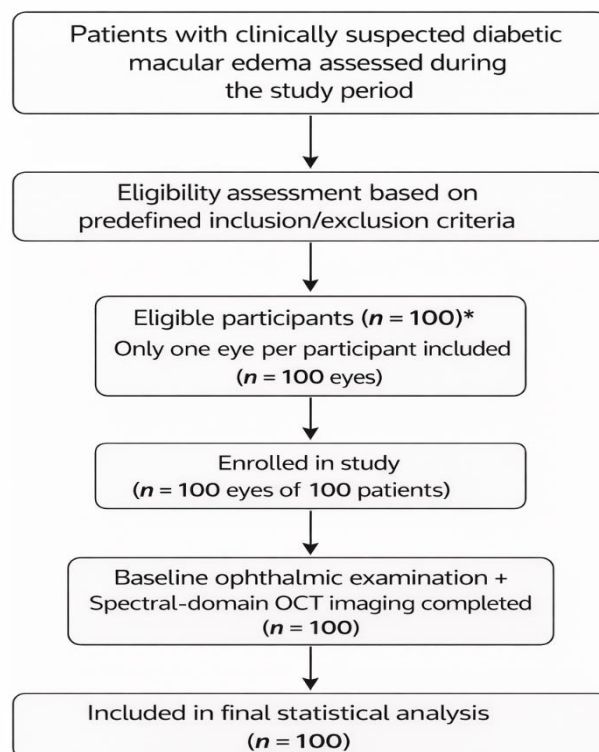 Patients with clinically suspected diabetic
macular edema assessed during
the study period
Eligibility assessment based on
predefined inclusion/exclusion criteria
Eligible participants (n = 100)*
Only one eye per participant included
(n = 100 eyes)
Enrolled in study
(n = 100 eyes of 100 patients)
Baseline ophthalmic examination +
Spectral-domain OCT imaging completed
(n = 100)
Included in final statistical analysis
(n = 100)